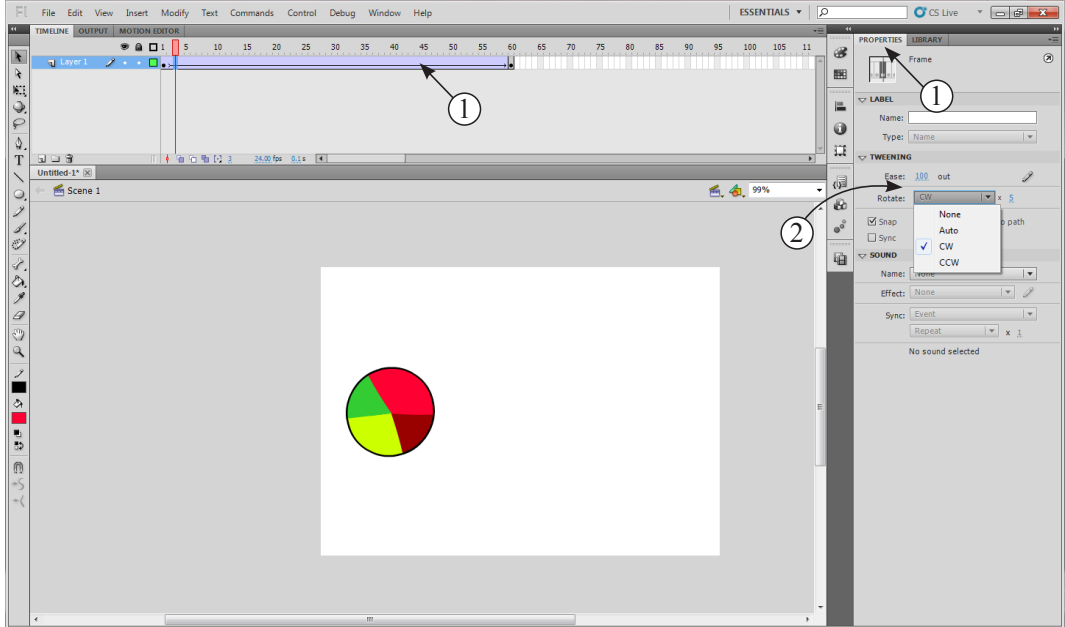 Fl File Edit View Insert Modify Text Commands Control Debug Window Help ESSENTIALS CS Live
TIMELINE OUTPUT MOTION EDITOR
1 5 10 15 20 25 30 35 40 45 50 55 60 65 70 75 80 85 90 95 100 105 11
Layer 1
1
3 24.00 fps 0.1 s
Untitled-1* 
Scene 1 99%
2
T
PROPERTIES LIBRARY
Frame
1
LABEL
Name:
Type: Name
TWEENING
Ease: 100 out
Rotate: CW x 5
None
Snap path
Auto
Sync CW
CCW
SOUND
Name: None
Effect: None
Sync: Event
Repeat x 1
No sound selected